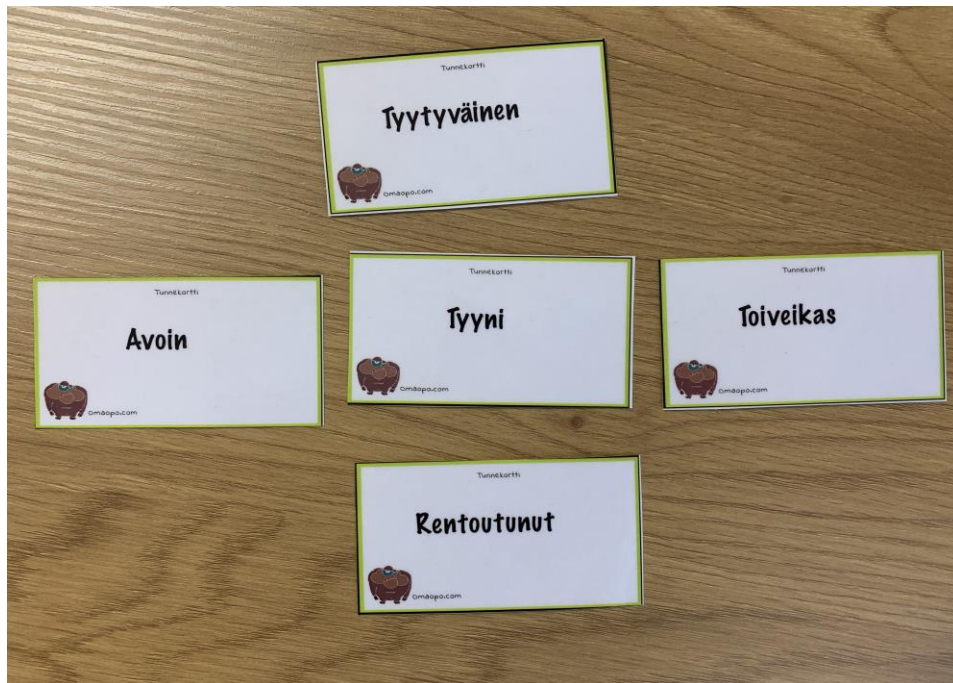 Tunnekortti
Tyytyväinen
omaopo.com
Tunnekortti
Avoin
omaopo.com
Tunnekortti
Tyyni
omaopo.com
Tunnekortti
Toiveikas
omaopo.com
Tunnekortti
Rentoutunut
omaopo.com